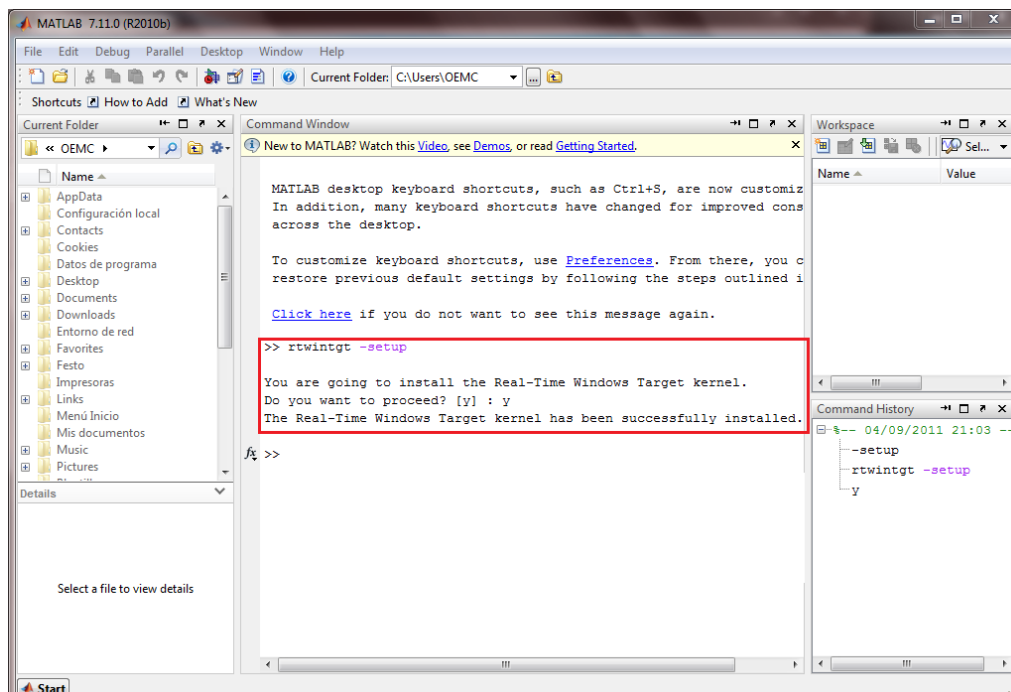 MATLAB 7.11.0 (R2010b)
File Edit Debug Parallel Desktop Window Help
Current Folder: C:\Users\OEMC ...
Shortcuts How to Add What's New
Current Folder
« OEMC
Name
AppData
Configuración local
Contacts
Cookies
Datos de programa
Desktop
Documents
Downloads
Entorno de red
Favorites
Festo
Impresoras
Links
Menú Inicio
Mis documentos
Music
Pictures
Details
Select a file to view details
Command Window
New to MATLAB? Watch this Video, see Demos, or read Getting Started.
MATLAB desktop keyboard shortcuts, such as Ctrl+S, are now customiz
In addition, many keyboard shortcuts have changed for improved cons
across the desktop.
To customize keyboard shortcuts, use Preferences. From there, you c
restore previous default settings by following the steps outlined i
Click here if you do not want to see this message again.
>> rtwintgt -setup
You are going to install the Real-Time Windows Target kernel.
Do you want to proceed? [y] : y
The Real-Time Windows Target kernel has been successfully installed.
fx >>
Workspace
Sel...
Name Value
Command History
%-- 04/09/2011 21:03 --
-setup
rtwintgt -setup
y
Start